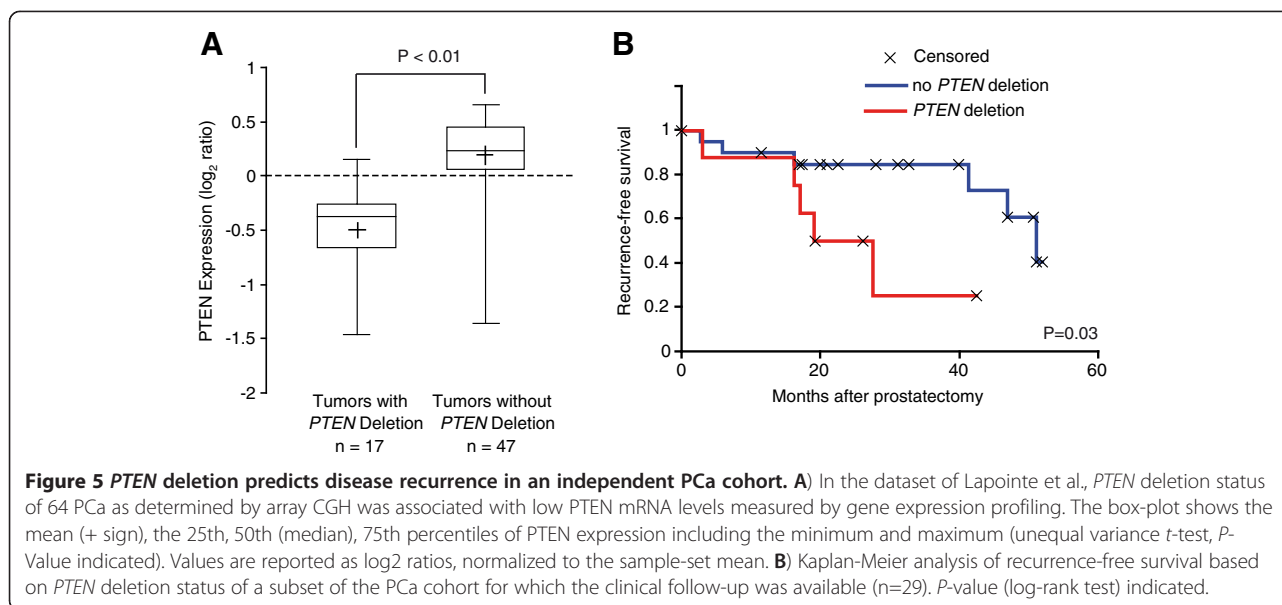 A
P < 0.01
PTEN Expression (log2 ratio)
1
0.5
0
-0.5
-1
-1.5
-2
Tumors with
PTEN Deletion
n = 17
Tumors without
PTEN Deletion
n = 47
B
Censored
no PTEN deletion
PTEN deletion
Recurrence-free survival
1
0.8
0.6
0.4
0.2
0
0
20
40
60
P=0.03
Months after prostatectomy
Figure 5 PTEN deletion predicts disease recurrence in an independent PCa cohort. A) In the dataset of Lapointe et al., PTEN deletion status
of 64 PCa as determined by array CGH was associated with low PTEN mRNA levels measured by gene expression profiling. The box-plot shows the
mean (+ sign), the 25th, 50th (median), 75th percentiles of PTEN expression including the minimum and maximum (unequal variance t-test, P-
Value indicated). Values are reported as log2 ratios, normalized to the sample-set mean. B) Kaplan-Meier analysis of recurrence-free survival based
on PTEN deletion status of a subset of the PCa cohort for which the clinical follow-up was available (n=29). P-value (log-rank test) indicated.